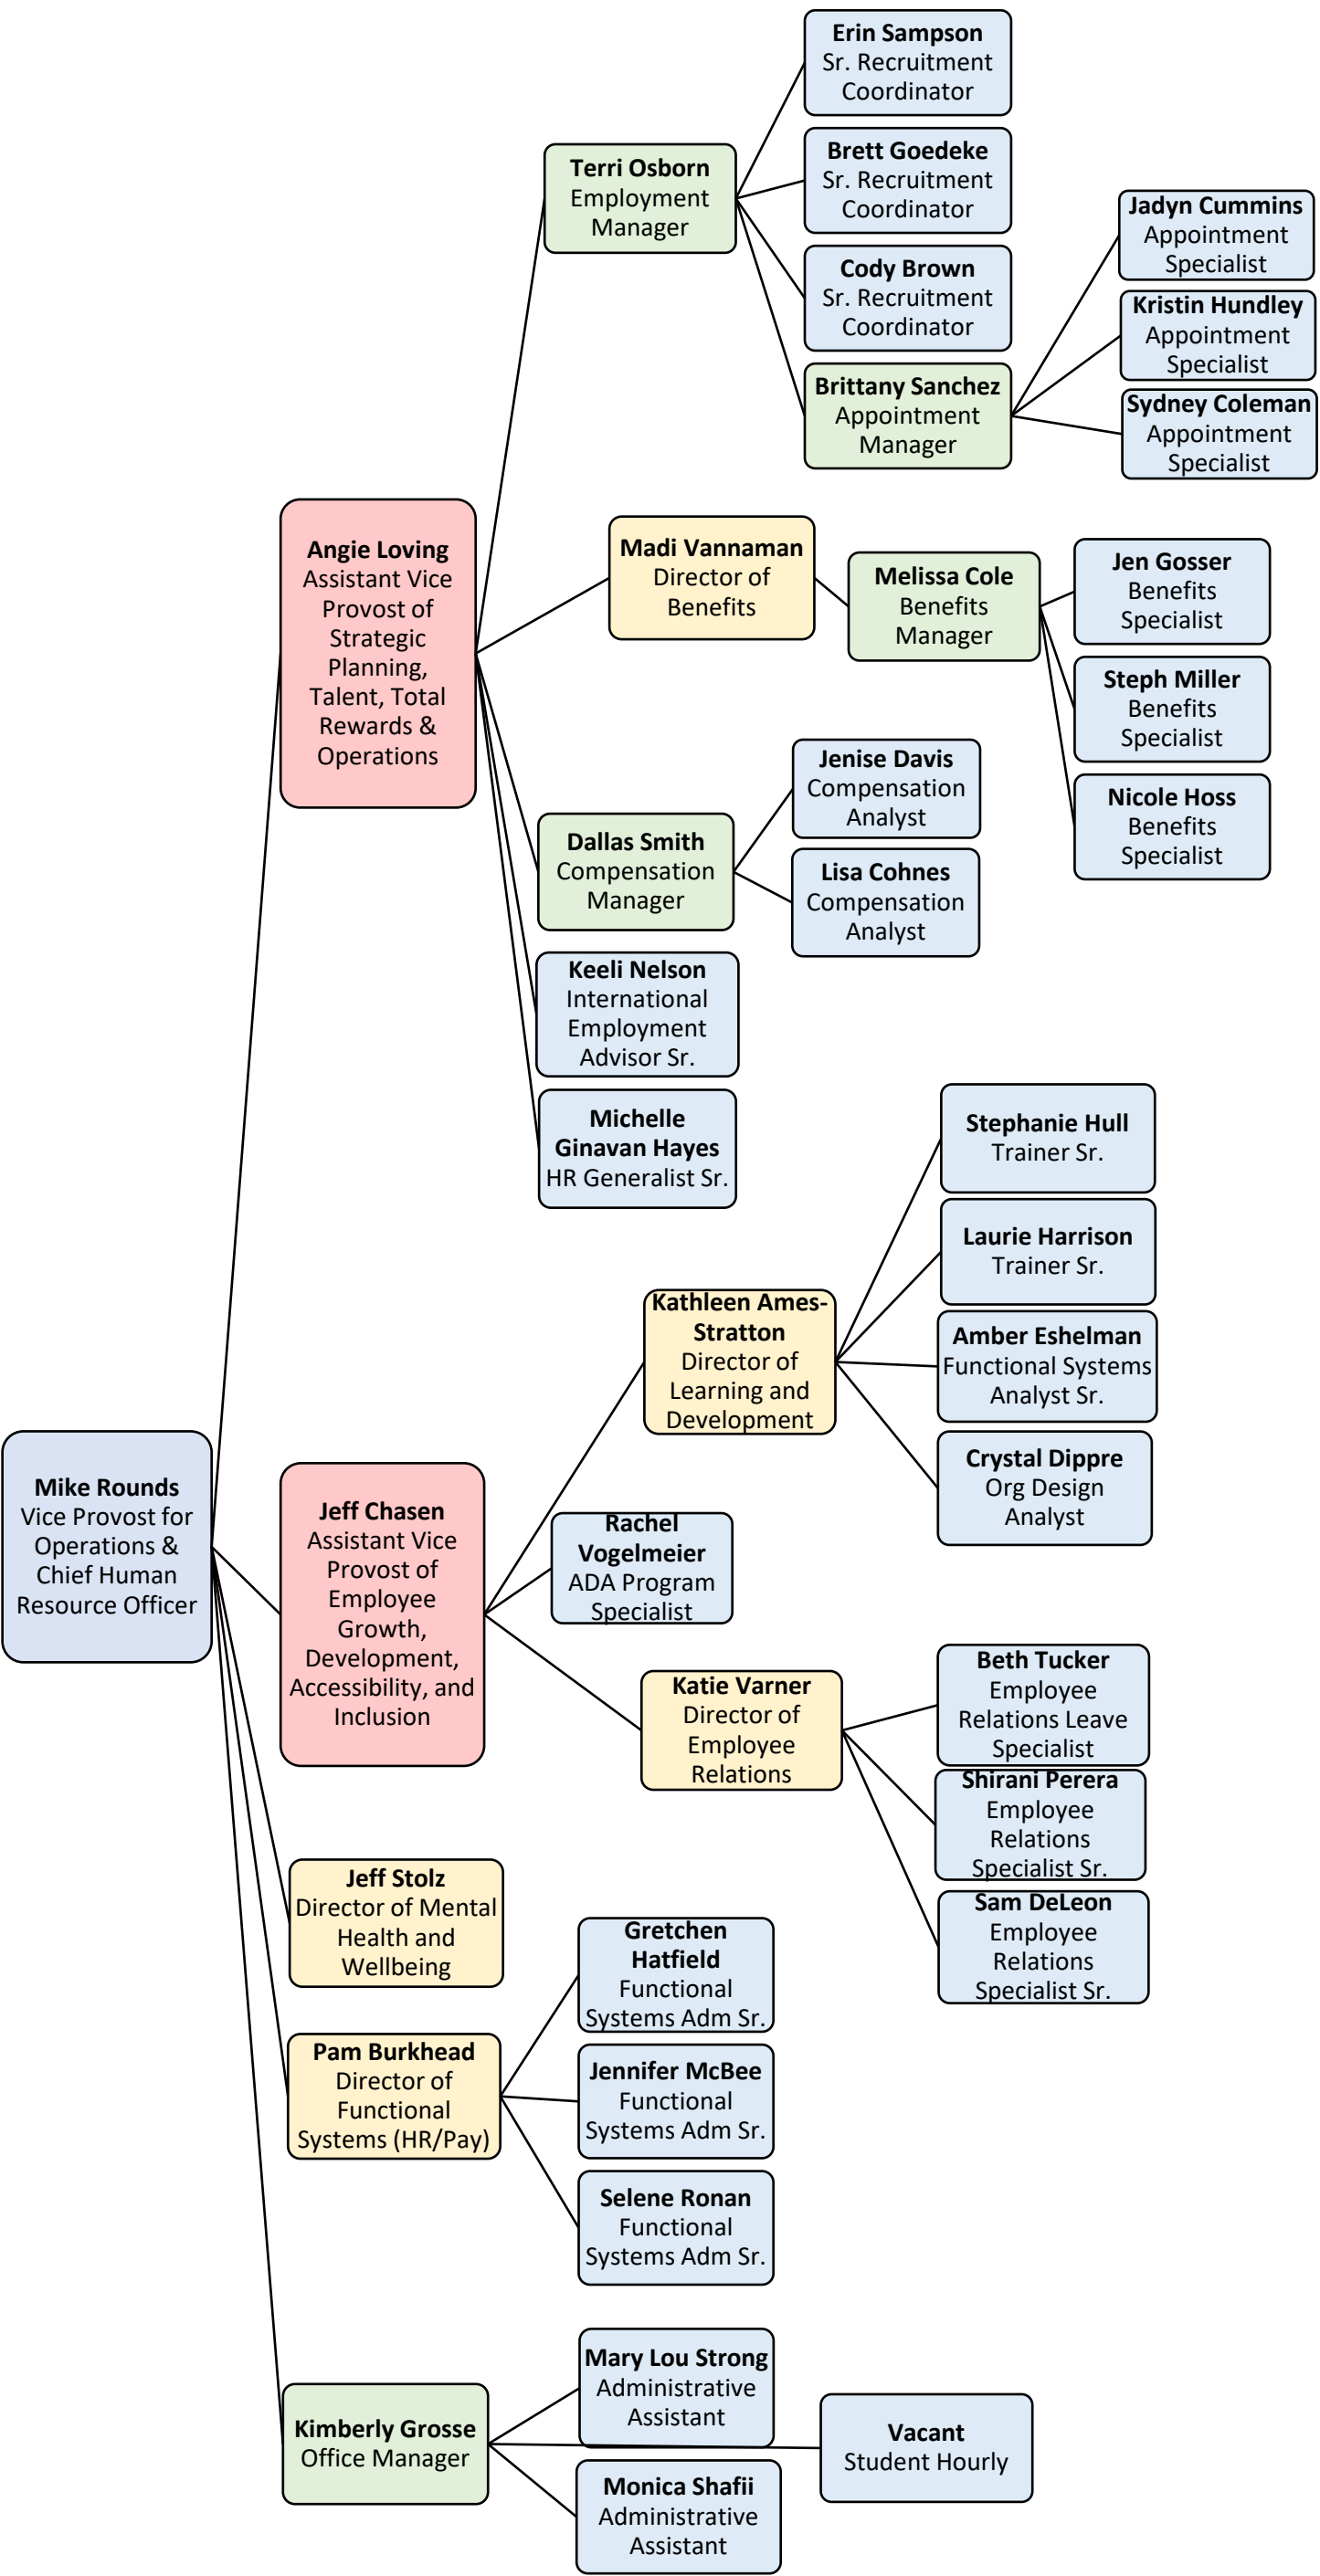 Erin Sampson
Sr. Recruitment
Coordinator
Terri Osborn
Employment
Manager
Brett Goedeke
Sr. Recruitment
Coordinator
Cody Brown
Sr. Recruitment
Coordinator
Brittany Sanchez
Appointment
Manager
Jadyn Cummins
Appointment
Specialist
Kristin Hundley
Appointment
Specialist
Sydney Coleman
Appointment
Specialist
Angie Loving
Assistant Vice
Provost of
Strategic
Planning,
Talent, Total
Rewards &
Operations
Madi Vannaman
Director of
Benefits
Melissa Cole
Benefits
Manager
Jen Gosser
Benefits
Specialist
Steph Miller
Benefits
Specialist
Nicole Hoss
Benefits
Specialist
Dallas Smith
Compensation
Manager
Jenise Davis
Compensation
Analyst
Lisa Cohnes
Compensation
Analyst
Keeli Nelson
International
Employment
Advisor Sr.
Michelle
Ginavan Hayes
HR Generalist Sr.
Mike Rounds
Vice Provost for
Operations &
Chief Human
Resource Officer
Jeff Chasen
Assistant Vice
Provost of
Employee
Growth,
Development,
Accessibility, and
Inclusion
Kathleen Ames-
Stratton
Director of
Learning and
Development
Stephanie Hull
Trainer Sr.
Laurie Harrison
Trainer Sr.
Amber Eshelman
Functional Systems
Analyst Sr.
Crystal Dippre
Org Design
Analyst
Rachel
Vogelmeier
ADA Program
Specialist
Katie Varner
Director of
Employee
Relations
Beth Tucker
Employee
Relations Leave
Specialist
Shirani Perera
Employee
Relations
Specialist Sr.
Sam DeLeon
Employee
Relations
Specialist Sr.
Jeff Stolz
Director of Mental
Health and
Wellbeing
Pam Burkhead
Director of
Functional
Systems (HR/Pay)
Gretchen
Hatfield
Functional
Systems Adm Sr.
Jennifer McBee
Functional
Systems Adm Sr.
Selene Ronan
Functional
Systems Adm Sr.
Kimberly Grosse
Office Manager
Mary Lou Strong
Administrative
Assistant
Vacant
Student Hourly
Monica Shafii
Administrative
Assistant